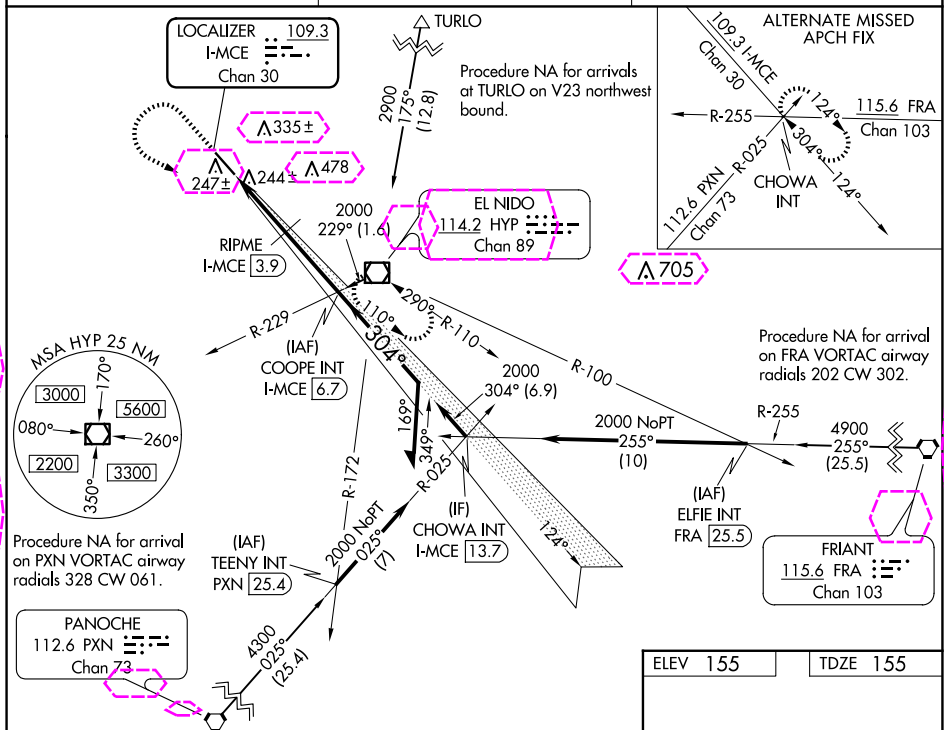 LOCALIZER 109.3
I-MCE
Chan 30
TURLO
2900
175°
(12.8)
Procedure NA for arrivals
at TURLO on V23 northwest
bound.
ALTERNATE MISSED
APCH FIX
109.3 I-MCE
Chan 30
R-255
124°
115.6 FRA
Chan 103
304°
124°
112.6 PXN
Chan 73
R-025
CHOWA
INT
335±
247±
244±
478
705
EL NIDO
114.2 HYP
Chan 89
2000
229° (1.6)
RIPME
I-MCE 3.9
R-229
110°
290°
R-110
R-100
304°
(IAF)
COOPE INT
I-MCE 6.7
2000
304° (6.9)
169°
349°
R-172
R-025
Procedure NA for arrival
on FRA VORTAC airway
radials 202 CW 302.
2000 NoPT
255°
(10)
R-255
4900
255°
(25.5)
(IAF)
ELFIE INT
FRA 25.5
(IF)
CHOWA INT
I-MCE 13.7
124°
MSA HYP 25 NM
3000
170°
5600
080°
260°
2200
350°
3300
Procedure NA for arrival
on PXN VORTAC airway
radials 328 CW 061.
(IAF)
TEENY INT
PXN 25.4
2000 NoPT
025°
(7)
FRIANT
115.6 FRA
Chan 103
PANOCHE
112.6 PXN
Chan 73
4300
025°
(25.4)
ELEV 155
TDZE 155